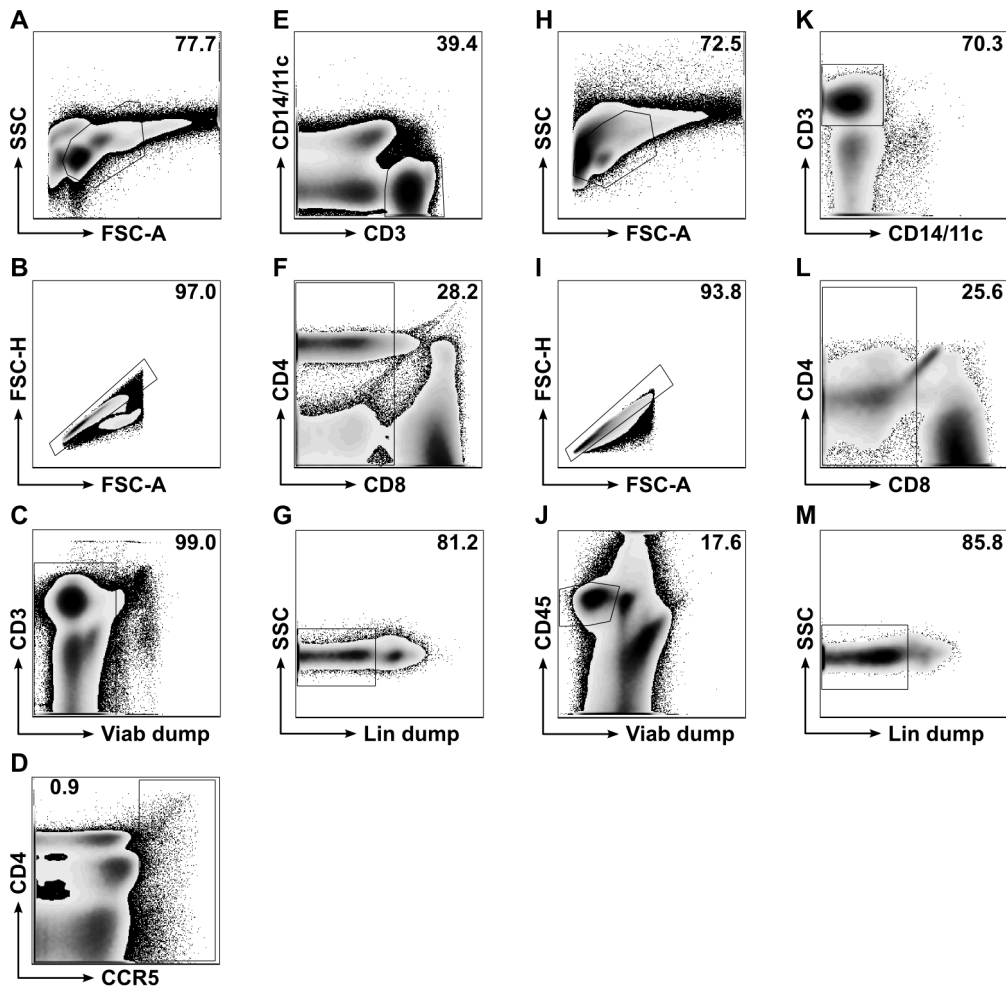 A
77.7
SSC
FSC-A
E
39.4
CD14/11c
CD3
H
72.5
SSC
FSC-A
K
70.3
CD3
CD14/11c
B
97.0
FSC-H
FSC-A
F
28.2
CD4
CD8
I
93.8
FSC-H
FSC-A
L
25.6
CD4
CD8
C
99.0
CD3
Viab dump
G
81.2
SSC
Lin dump
J
17.6
CD45
Viab dump
M
85.8
SSC
Lin dump
D
0.9
CD4
CCR5